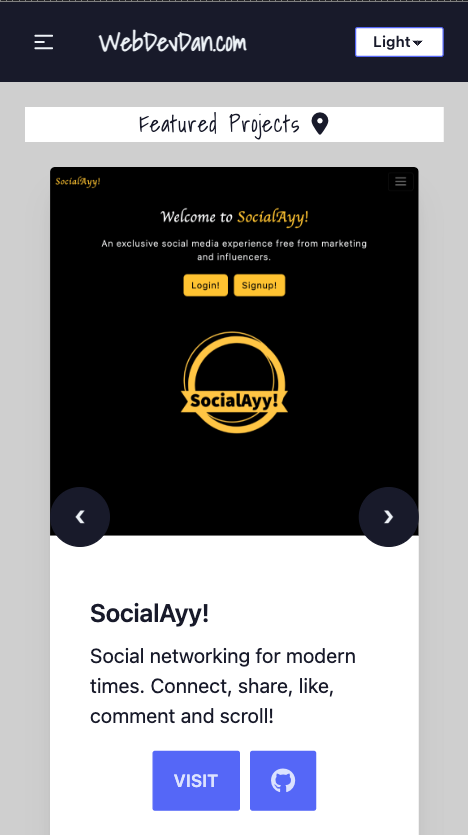 WebDevDan.com
Light
Featured Projects
SocialAyy!
Welcome to SocialAyy!
An exclusive social media experience free from marketing
and influencers.
Login! Signup!
SocialAyy!
‹ ›
SocialAyy!
Social networking for modern
times. Connect, share, like,
comment and scroll!
VISIT